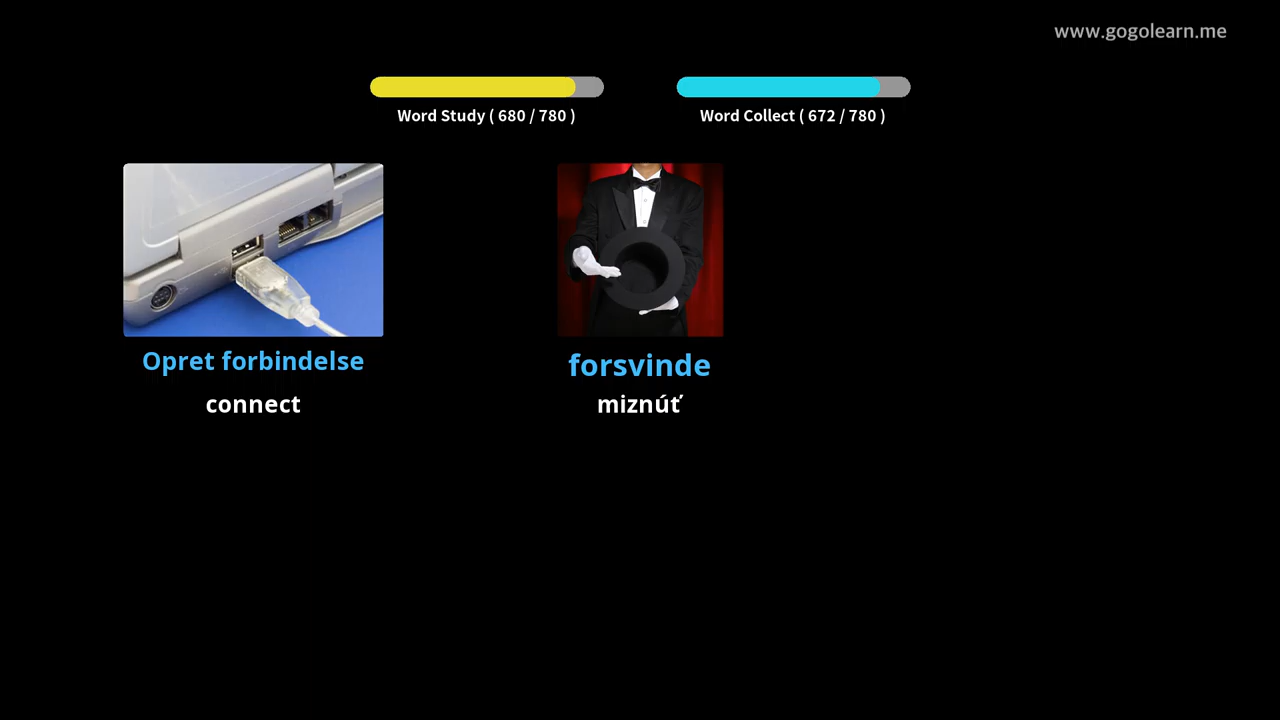 www.gogolearn.me
Word Study ( 680 / 780 )
Word Collect ( 672 / 780 )
Opret forbindelse
connect
forsvinde
miznúť